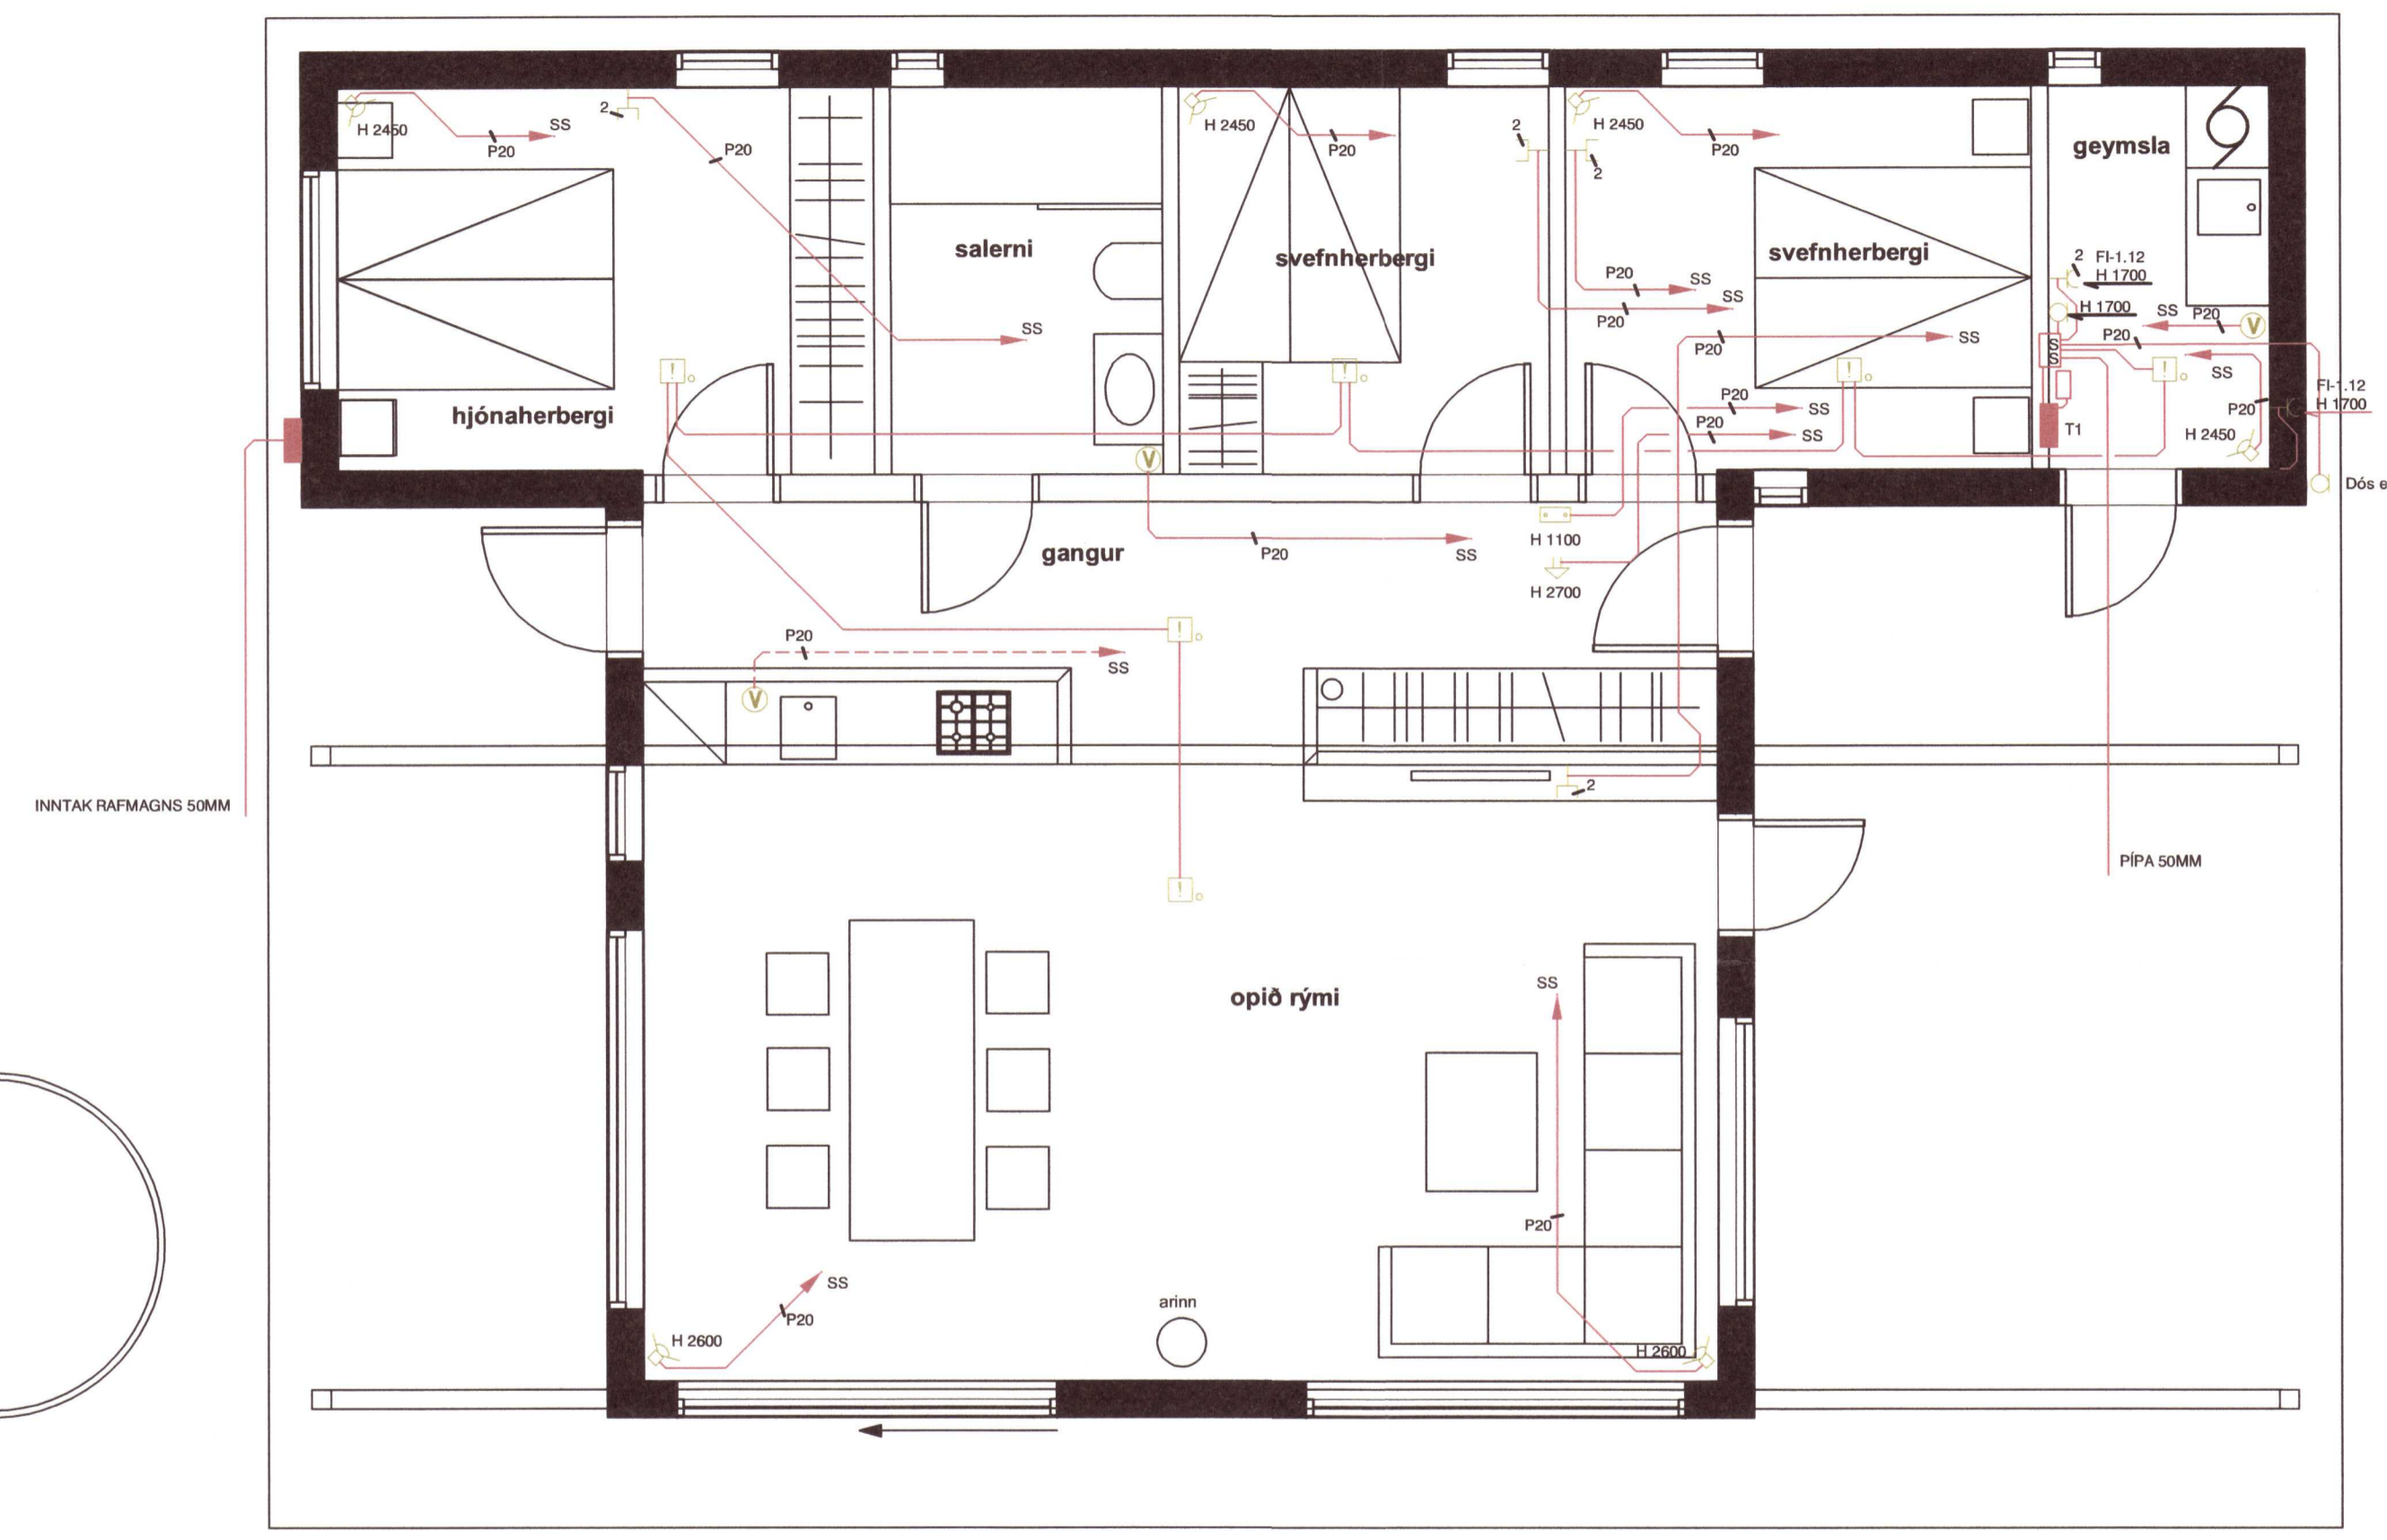 H 2450
P20
SS
2
P20
SS
hjónaherbergi
salerni
H 2450
P20
svefnherbergi
2
2
H 2450
P20
svefnherbergi
P20
SS
SS
P20
P20
SS
P20
SS
P20
SS
geymsla
2
FI-1.12
H 1700
H 1700
SS
P20
V
P20
S
S
SS
P20
H 2450
T1
FI-1.12
H 1700
Dós e
V
P20
SS
gangur
H 1100
H 2700
P20
SS
V
2
INNTAK RAFMAGNS 50MM
PÍPA 50MM
!
!
!
!
!
!
opið rými
SS
P20
H 2600
SS
P20
H 2600
arinn